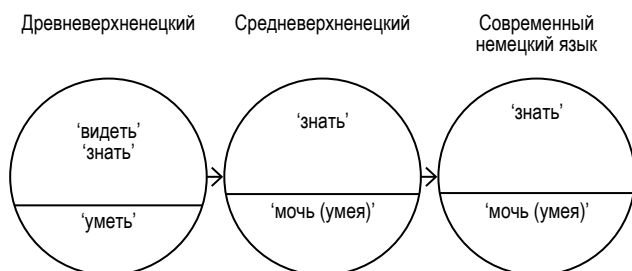 Древневерхненецкий
Средневерхненецкий
Современный
немецкий язык
‘видеть’
‘знать’
‘уметь’
‘знать’
‘мочь (умея)’
‘знать’
‘мочь (умея)’